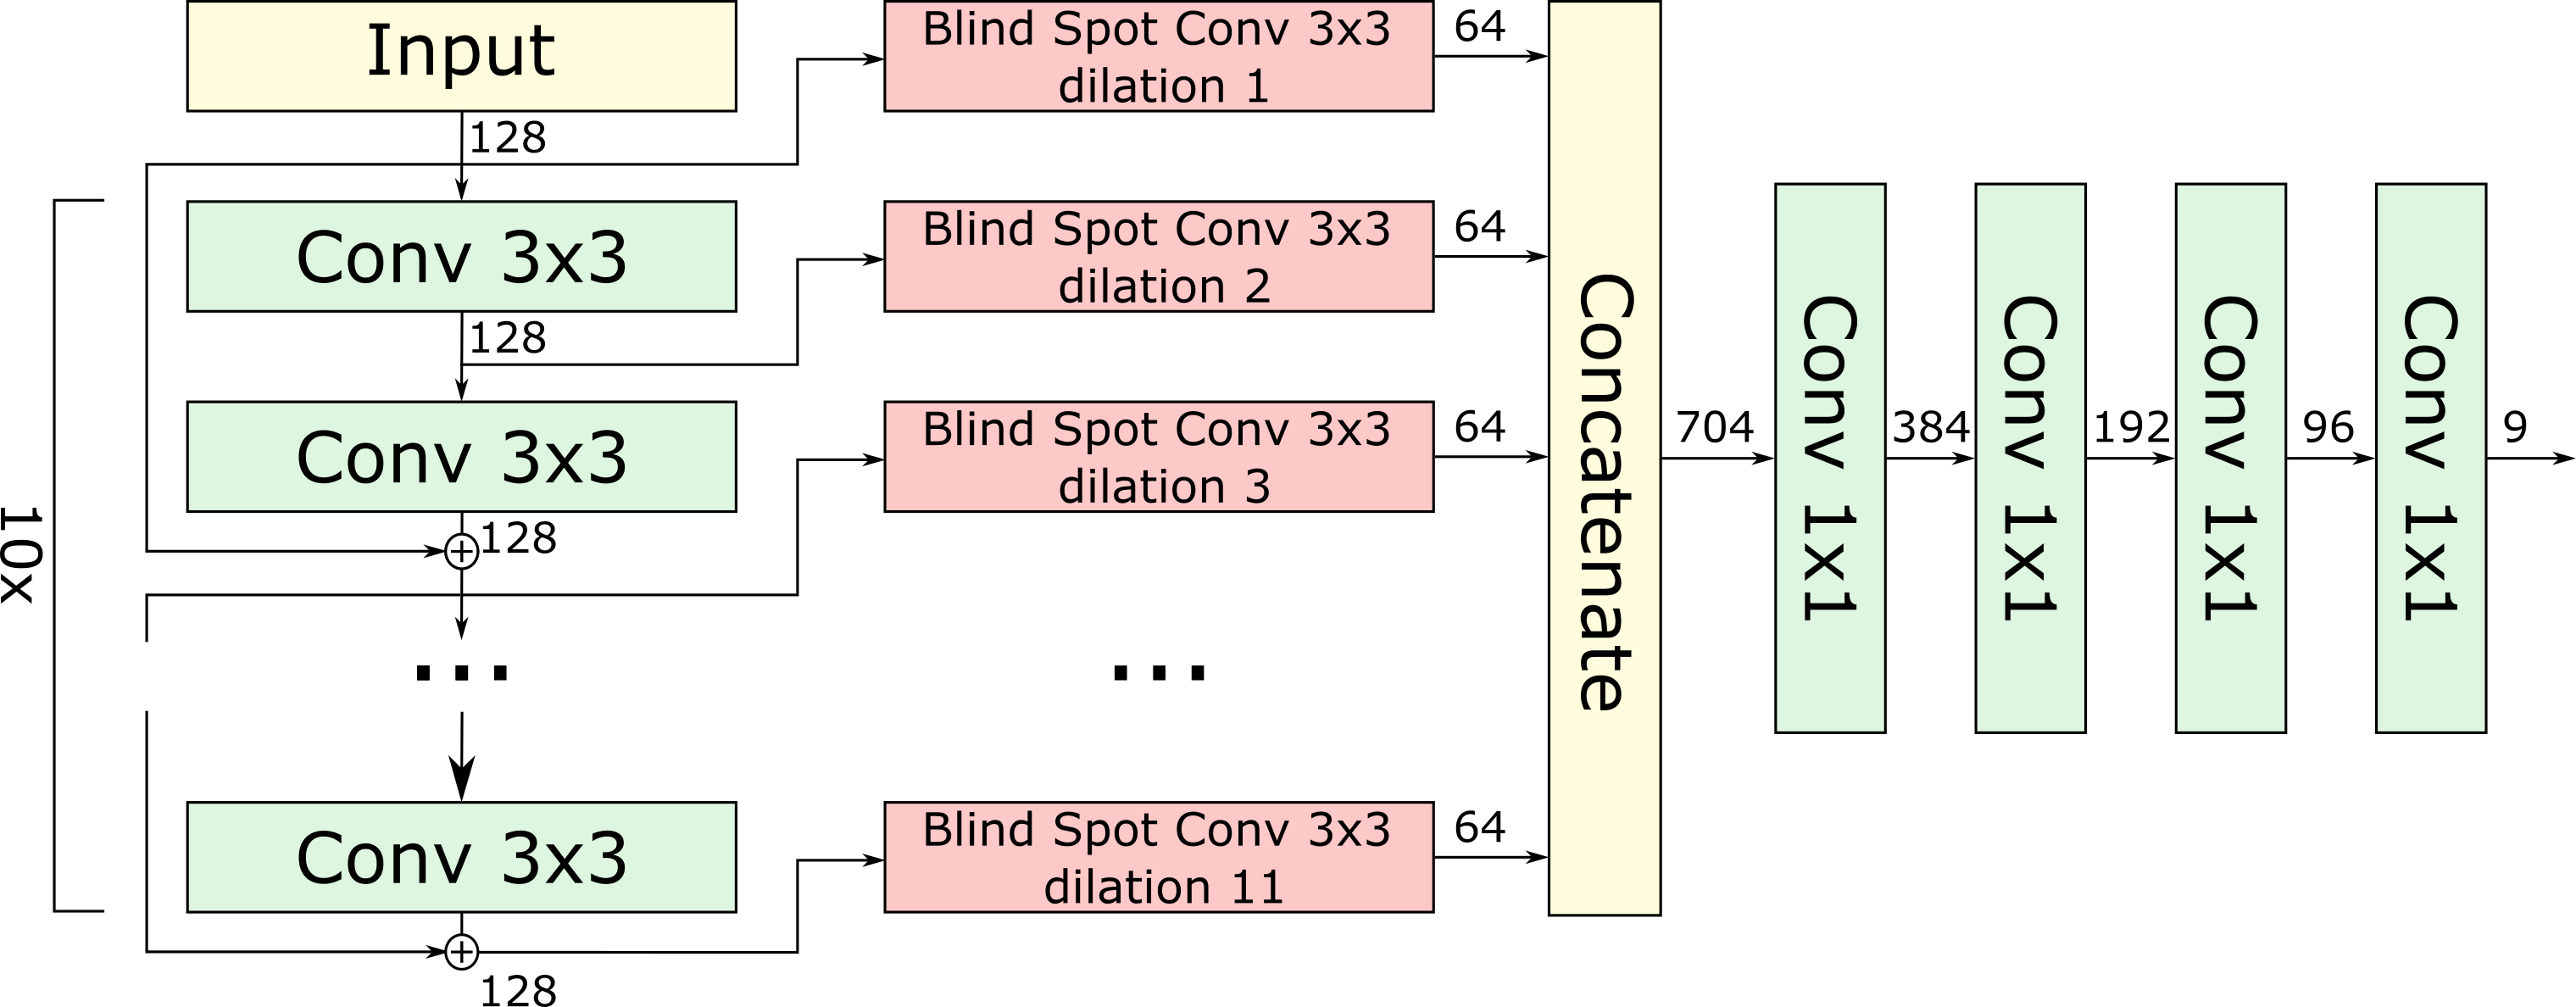 Input
128
Conv 3x3
128
Conv 3x3
128
10x
...
Conv 3x3
128
Blind Spot Conv 3x3
dilation 1
64
Blind Spot Conv 3x3
dilation 2
64
Blind Spot Conv 3x3
dilation 3
64
...
Blind Spot Conv 3x3
dilation 11
64
Concatenate
704
Conv 1x1
384
Conv 1x1
192
Conv 1x1
96
Conv 1x1
9